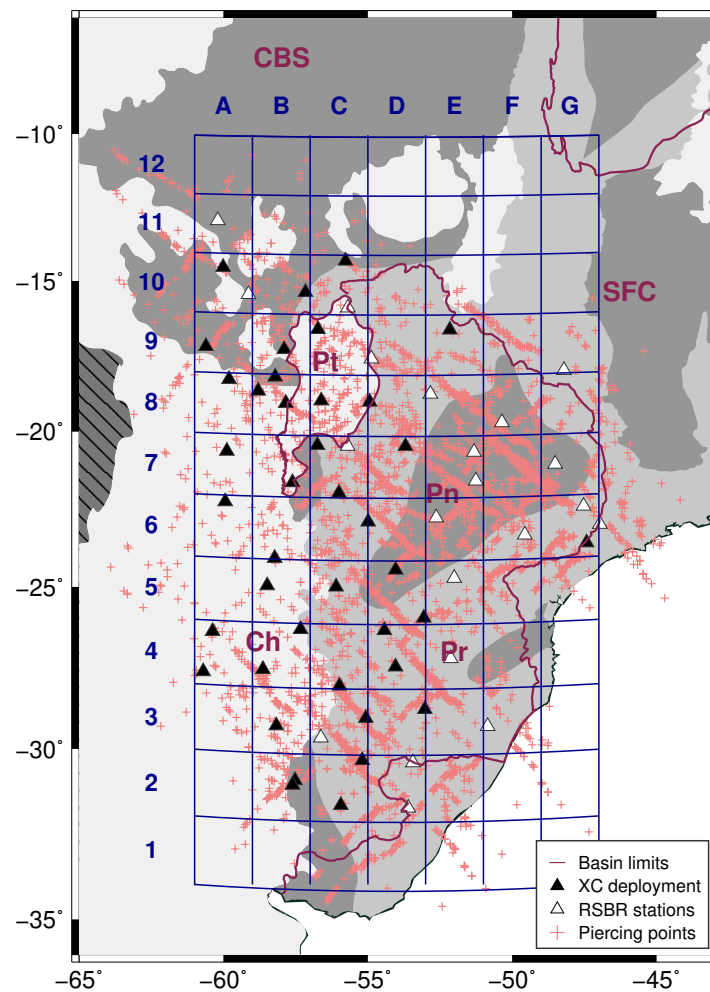 CBS
A B C D E F G
−10°
12
11
−15°
10
SFC
9
Pt
8
−20°
7
Pn
6
−25°
5
4
Ch
Pr
3
−30°
2
1
Basin limits
XC deployment
RSBR stations
Piercing points
−35°
−65° −60° −55° −50° −45°